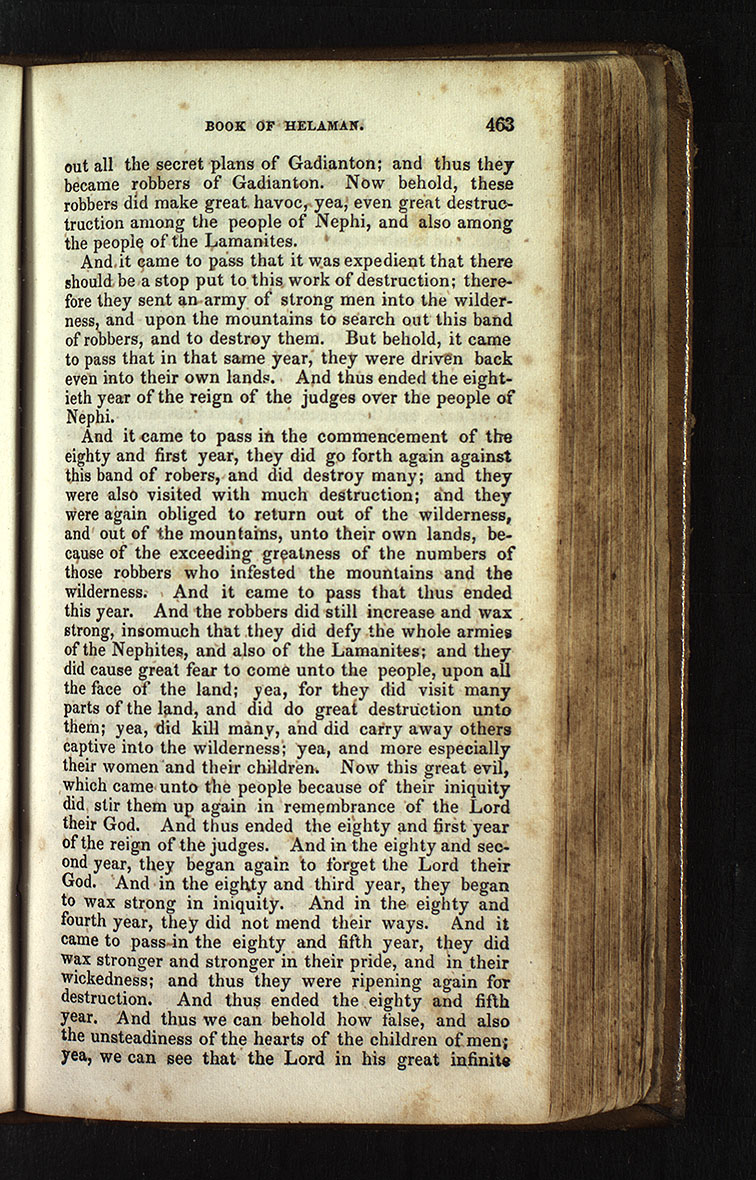 BOOK OF HELAMAN. 463
out all the secret plans of Gadianton; and thus they
became robbers of Gadianton. Now behold, these
robbers did make great havoc, yea, even great destruc-
truction among the people of Nephi, and also among
the people of the Lamanites.
And it came to pass that it was expedient that there
should be a stop put to this work of destruction; there-
fore they sent an army of strong men into the wilder-
ness, and upon the mountains to search out this band
of robbers, and to destroy them. But behold, it came
to pass that in that same year, they were driven back
even into their own lands. And thus ended the eight-
ieth year of the reign of the judges over the people of
Nephi.
And it came to pass in the commencement of the
eighty and first year, they did go forth again against
this band of robers, and did destroy many; and they
were also visited with much destruction; and they
were again obliged to return out of the wilderness,
and out of the mountains, unto their own lands, be-
cause of the exceeding greatness of the numbers of
those robbers who infested the mountains and the
wilderness. And it came to pass that thus ended
this year. And the robbers did still increase and wax
strong, insomuch that they did defy the whole armies
of the Nephites, and also of the Lamanites; and they
did cause great fear to come unto the people, upon all
the face of the land; yea, for they did visit many
parts of the land, and did do great destruction unto
them; yea, did kill many, and did carry away others
captive into the wilderness; yea, and more especially
their women and their children. Now this great evil,
which came unto the people because of their iniquity
did stir them up again in remembrance of the Lord
their God. And thus ended the eighty and first year
of the reign of the judges. And in the eighty and sec-
ond year, they began again to forget the Lord their
God. And in the eighty and third year, they began
to wax strong in iniquity. And in the eighty and
fourth year, they did not mend their ways. And it
came to pass in the eighty and fifth year, they did
wax stronger and stronger in their pride, and in their
wickedness; and thus they were ripening again for
destruction. And thus ended the eighty and fifth
year. And thus we can behold how false, and also
the unsteadiness of the hearts of the children of men;
yea, we can see that the Lord in his great infinite